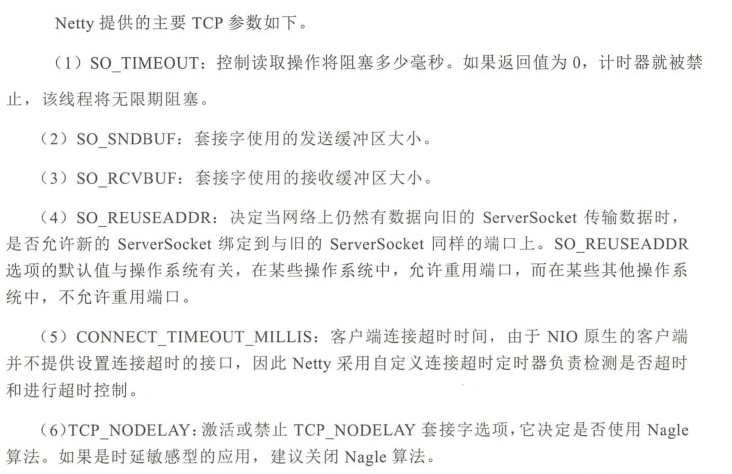 Netty 提供的主要 TCP 参数如下。
（1）SO_TIMEOUT：控制读取操作将阻塞多少毫秒。如果返回值为 0，计时器就被禁
止，该线程将无限期阻塞。
（2）SO_SNDBUF：套接字使用的发送缓冲区大小。
（3）SO_RCVBUF：套接字使用的接收缓冲区大小。
（4）SO_REUSEADDR：决定当网络上仍然有数据向旧的 ServerSocket 传输数据时，
是否允许新的 ServerSocket 绑定到与旧的 ServerSocket 同样的端口上。SO_REUSEADDR
选项的默认值与操作系统有关，在某些操作系统中，允许重用端口，而在某些其他操作系
统中，不允许重用端口。
（5）CONNECT_TIMEOUT_MILLIS：客户端连接超时时间，由于 NIO 原生的客户端
并不提供设置连接超时的接口，因此 Netty 采用自定义连接超时定时器负责检测是否超时
和进行超时控制。
（6)TCP_NODELAY：激活或禁止 TCP_NODELAY 套接字选项，它决定是否使用 Nagle
算法。如果是时延敏感型的应用，建议关闭 Nagle 算法。